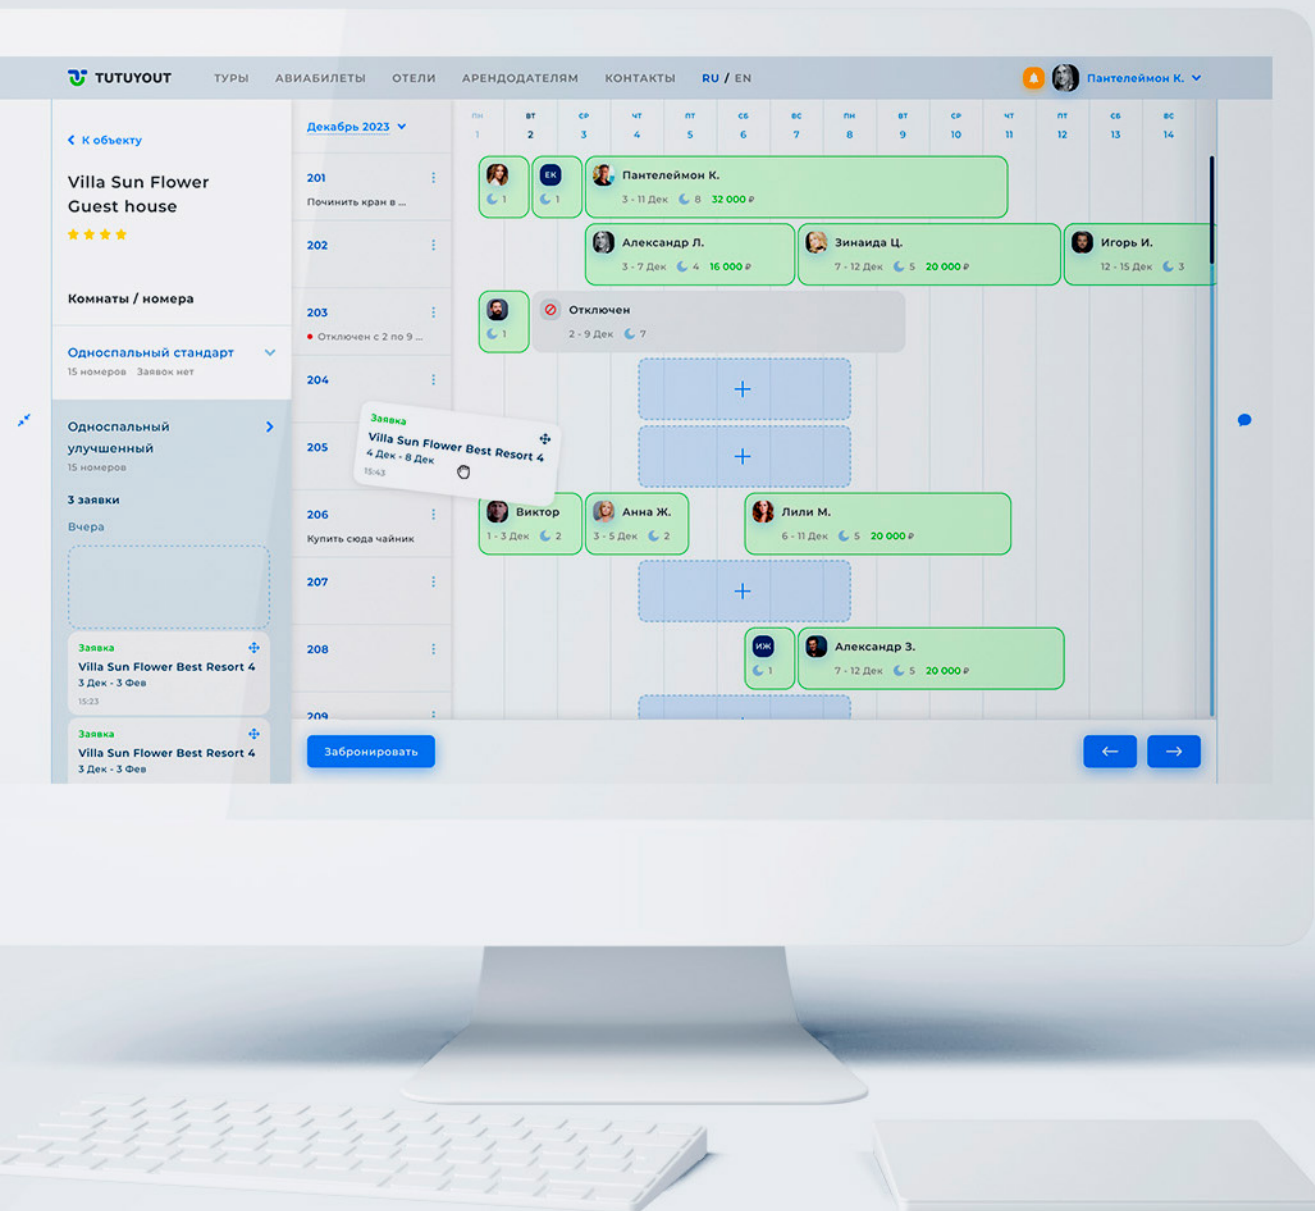 TUTUYOUT ТУРЫ АВИАБИЛЕТЫ ОТЕЛИ АРЕНДОДАТЕЛЯМ КОНТАКТЫ RU / EN Пантелеймон К.
К объекту
Villa Sun Flower
Guest house
Комнаты / номера
Односпальный стандарт
15 номеров Заявок нет
Односпальный
улучшенный
15 номеров
3 заявки
Вчера
Заявка
Villa Sun Flower Best Resort 4
3 Дек - 3 Фев
15:23
Заявка
Villa Sun Flower Best Resort 4
3 Дек - 3 Фев
Декабрь 2023
ПН ВТ СР ЧТ ПТ СБ ВС ПН ВТ СР ЧТ ПТ СБ ВС
1 2 3 4 5 6 7 8 9 10 11 12 13 14
201
Починить кран в ...
ЕК Пантелеймон К.
1 1 3 - 11 Дек 8 32 000 ₽
202
Александр Л. Зинаида Ц. Игорь И.
3 - 7 Дек 4 16 000 ₽ 7 - 12 Дек 5 20 000 ₽ 12 - 15 Дек 3
203
Отключен с 2 по 9 ...
Отключен
1 2 - 9 Дек 7
204
+
Заявка
Villa Sun Flower Best Resort 4
4 Дек - 8 Дек
15:43
205
+
206
Купить сюда чайник
Виктор Анна Ж. Лили М.
1 - 3 Дек 2 3 - 5 Дек 2 6 - 11 Дек 5 20 000 ₽
207
+
208
ИЖ Александр З.
1 7 - 12 Дек 5 20 000 ₽
209
Забронировать